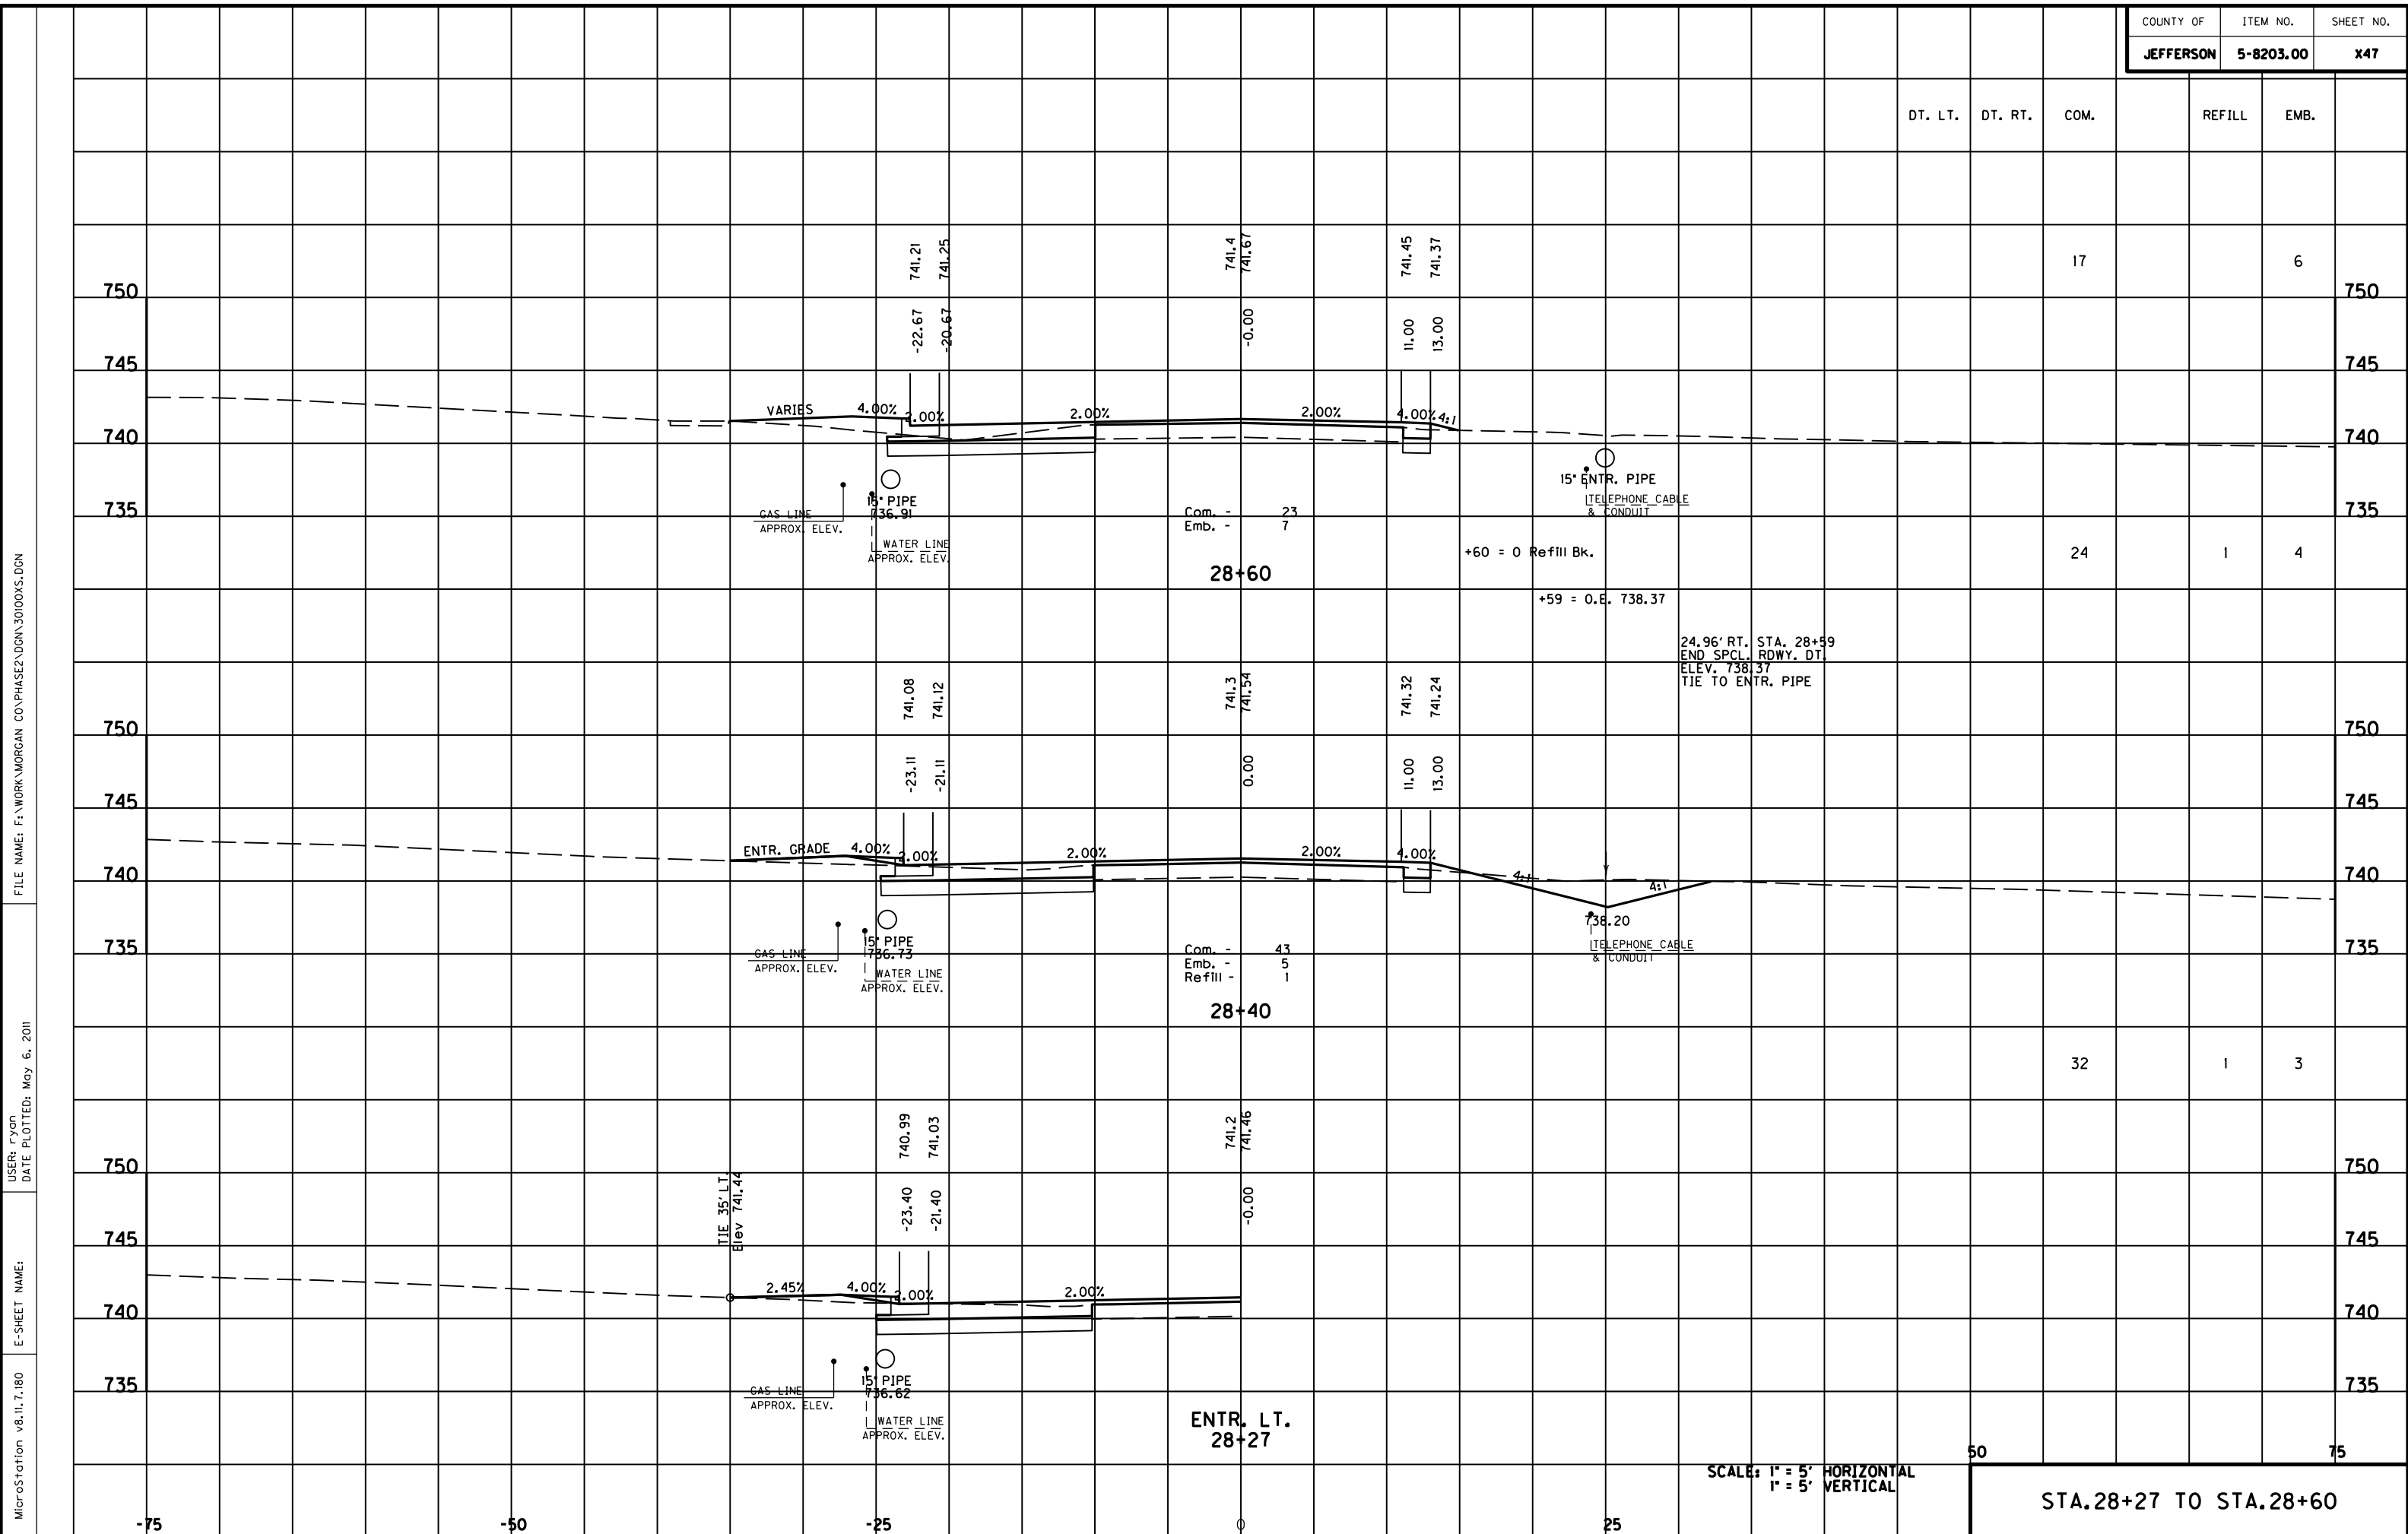 COUNTY OF ITEM NO. SHEET NO.
JEFFERSON 5-8203.00 X47
DT. LT. DT. RT. COM. REFILL EMB.
17 6
741.21 741.25 741.4 741.67 741.45 741.37
-22.67 -20.67 -0.00 11.00 13.00
750 750
745 745
740 740
735 735
VARIES 4.00% 2.00% 2.00% 2.00% 4.00% 4:1
15" PIPE
736.91
GAS LINE
APPROX. ELEV.
WATER LINE
APPROX. ELEV.
15" ENTR. PIPE
TELEPHONE CABLE
& CONDUIT
Com. - 23
Emb. - 7
28+60
+60 = 0 Refill Bk.
24 1 4
+59 = O.E. 738.37
24.96' RT. STA. 28+59
END SPCL. RDWY. DT.
ELEV. 738.37
TIE TO ENTR. PIPE
741.08 741.12 741.3 741.54 741.32 741.24
-23.11 -21.11 0.00 11.00 13.00
750 750
745 745
740 740
735 735
ENTR. GRADE 4.00% 2.00% 2.00% 2.00% 4.00% 4:1 4:1
738.20
15" PIPE
736.73
GAS LINE
APPROX. ELEV.
WATER LINE
APPROX. ELEV.
TELEPHONE CABLE
& CONDUIT
Com. - 43
Emb. - 5
Refill - 1
28+40
32 1 3
740.99 741.03 741.2 741.46
-23.40 -21.40 -0.00
TIE 35' LT.
Elev 741.44
750 750
745 745
740 740
735 735
2.45% 4.00% 2.00% 2.00%
15" PIPE
736.62
GAS LINE
APPROX. ELEV.
WATER LINE
APPROX. ELEV.
ENTR. LT.
28+27
50 75
SCALE: 1" = 5' HORIZONTAL
1" = 5' VERTICAL
STA.28+27 TO STA.28+60
-75 -50 -25 0 25
FILE NAME: F:\WORK\MORGAN CO\PHASE2\DGN\30100XS.DGN
USER: ryan
DATE PLOTTED: May 6, 2011
E-SHEET NAME:
MicroStation v8.11.7.180